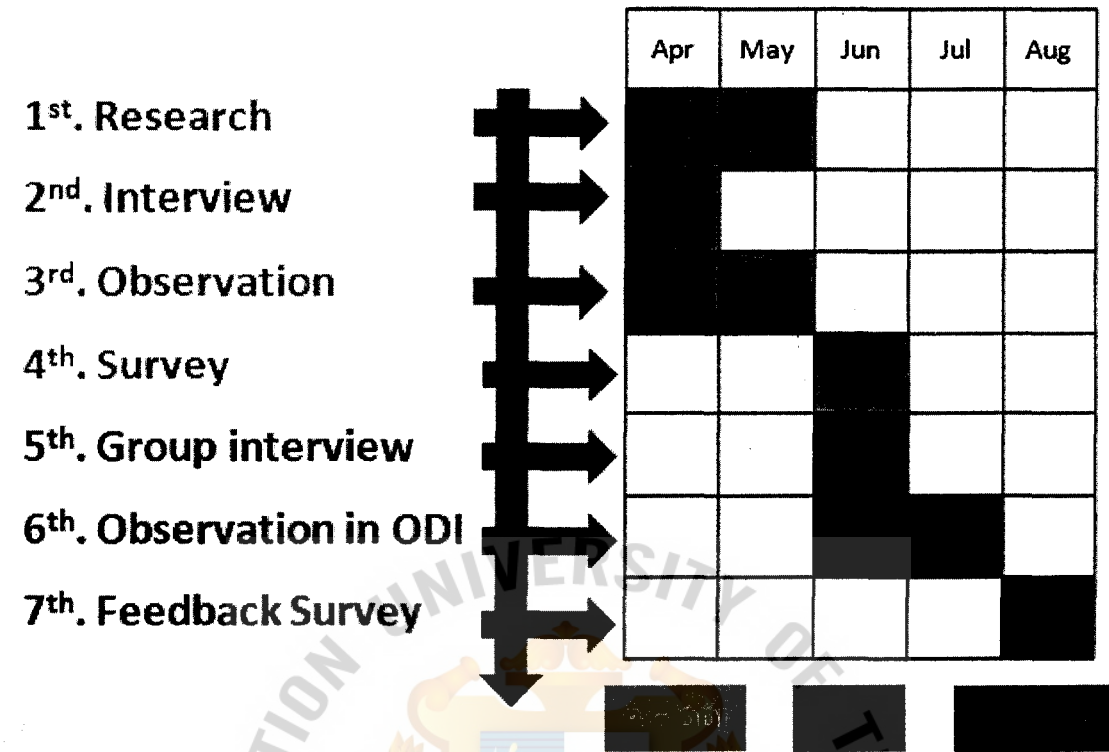 Apr May Jun Jul Aug
1st. Research
2nd. Interview
3rd. Observation
4th. Survey
5th. Group interview
6th. Observation in ODI
7th. Feedback Survey
UNIVERSITY OF